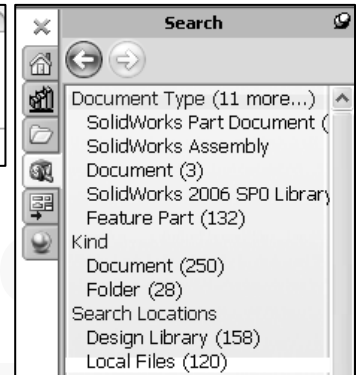 Search
Document Type (11 more...)
SolidWorks Part Document (
SolidWorks Assembly
Document (3)
SolidWorks 2006 SP0 Library
Feature Part (132)
Kind
Document (250)
Folder (28)
Search Locations
Design Library (158)
Local Files (120)